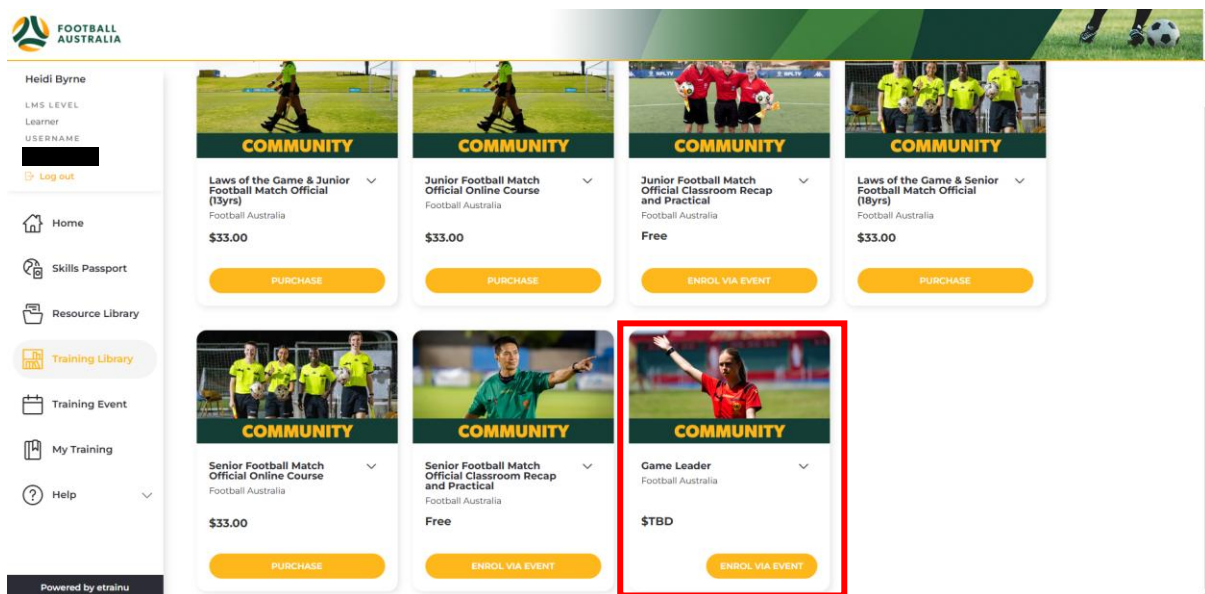 FOOTBALL
AUSTRALIA
Heidi Byrne
LMS LEVEL
Learner
USERNAME
Log out
Home
Skills Passport
Resource Library
Training Library
Training Event
My Training
Help
Powered by etrainu
COMMUNITY
Laws of the Game & Junior
Football Match Official
(13yrs)
Football Australia
$33.00
PURCHASE
COMMUNITY
Junior Football Match
Official Online Course
Football Australia
$33.00
PURCHASE
COMMUNITY
Junior Football Match
Official Classroom Recap
and Practical
Football Australia
Free
ENROL VIA EVENT
COMMUNITY
Laws of the Game & Senior
Football Match Official
(18yrs)
Football Australia
$33.00
PURCHASE
COMMUNITY
Senior Football Match
Official Online Course
Football Australia
$33.00
PURCHASE
COMMUNITY
Senior Football Match
Official Classroom Recap
and Practical
Football Australia
Free
ENROL VIA EVENT
COMMUNITY
Game Leader
Football Australia
$TBD
ENROL VIA EVENT